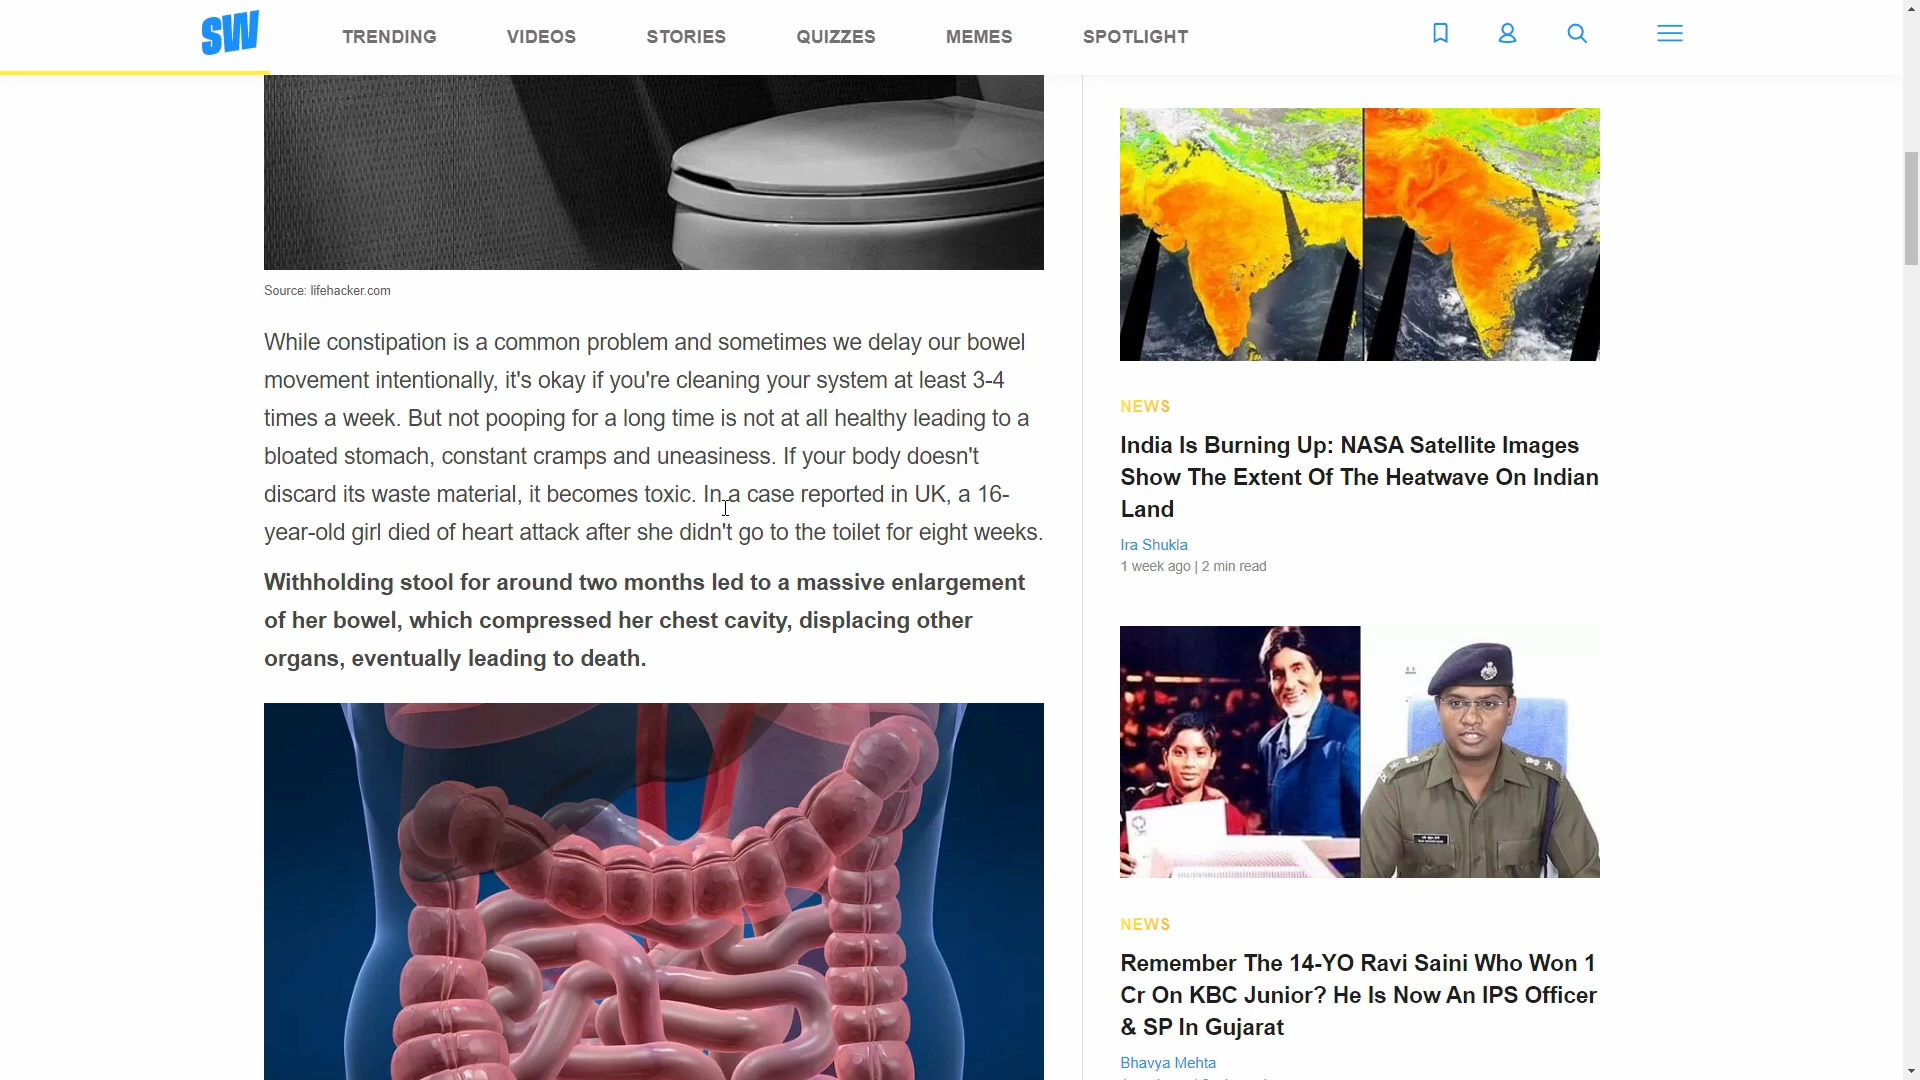 SW
TRENDING
VIDEOS
STORIES
QUIZZES
MEMES
SPOTLIGHT
Source: lifehacker.com
While constipation is a common problem and sometimes we delay our bowel
movement intentionally, it's okay if you're cleaning your system at least 3-4
times a week. But not pooping for a long time is not at all healthy leading to a
bloated stomach, constant cramps and uneasiness. If your body doesn't
discard its waste material, it becomes toxic. In a case reported in UK, a 16-
year-old girl died of heart attack after she didn't go to the toilet for eight weeks.
Withholding stool for around two months led to a massive enlargement
of her bowel, which compressed her chest cavity, displacing other
organs, eventually leading to death.
NEWS
India Is Burning Up: NASA Satellite Images
Show The Extent Of The Heatwave On Indian
Land
Ira Shukla
1 week ago | 2 min read
NEWS
Remember The 14-YO Ravi Saini Who Won 1
Cr On KBC Junior? He Is Now An IPS Officer
& SP In Gujarat
Bhavya Mehta